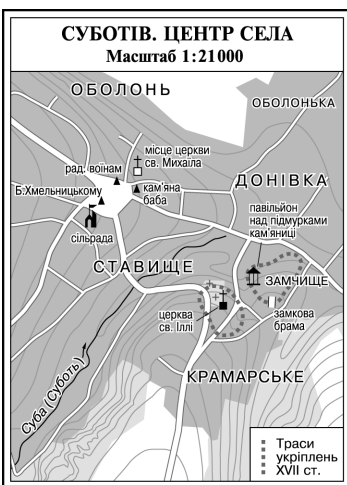 СУБОТІВ. ЦЕНТР СЕЛА
Масштаб 1:21000
ОБОЛОНЬ
ОБОЛОНЬКА
місце церкви
св. Михаїла
рад. воїнам
ДОНІВКА
Б.Хмельницькому
кам'яна
баба
павільйон
над підмурками
кам'яниці
сільрада
СТАВИЩЕ
ЗАМЧИЩЕ
церква
св. Іллі
замкова
брама
Суба (Суботь)
КРАМАРСЬКЕ
Траси
укріплень
XVII ст.